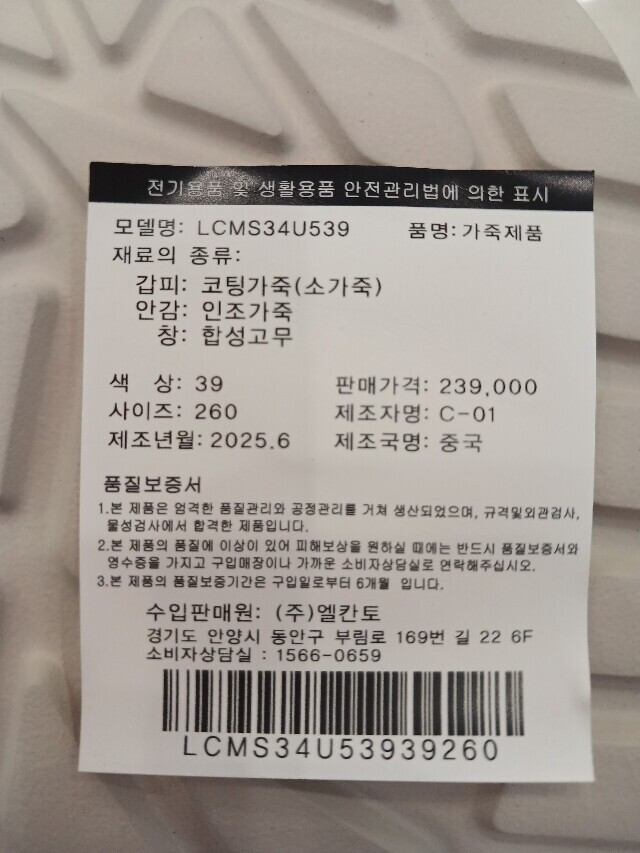 전기용품 및 생활용품 안전관리법에 의한 표시
모델명: LCMS34U539 품명: 가죽제품
재료의 종류:
갑피: 코팅가죽(소가죽)
안감: 인조가죽
창: 합성고무
색 상: 39 판매가격: 239,000
사이즈: 260 제조자명: C-01
제조년월: 2025.6 제조국명: 중국
품질보증서
1.본 제품은 엄격한 품질관리와 공정관리를 거쳐 생산되었으며, 규격및외관검사,
물성검사에서 합격한 제품입니다.
2.본 제품의 품질에 이상이 있어 피해보상을 원하실 때에는 반드시 품질보증서와
영수증을 가지고 구입매장이나 가까운 소비자상담실로 연락해주십시오.
3.본 제품의 품질보증기간은 구입일로부터 6개월 입니다.
수입판매원: (주)엘칸토
경기도 안양시 동안구 부림로 169번 길 22 6F
소비자상담실 : 1566-0659
LCMS34U53939260